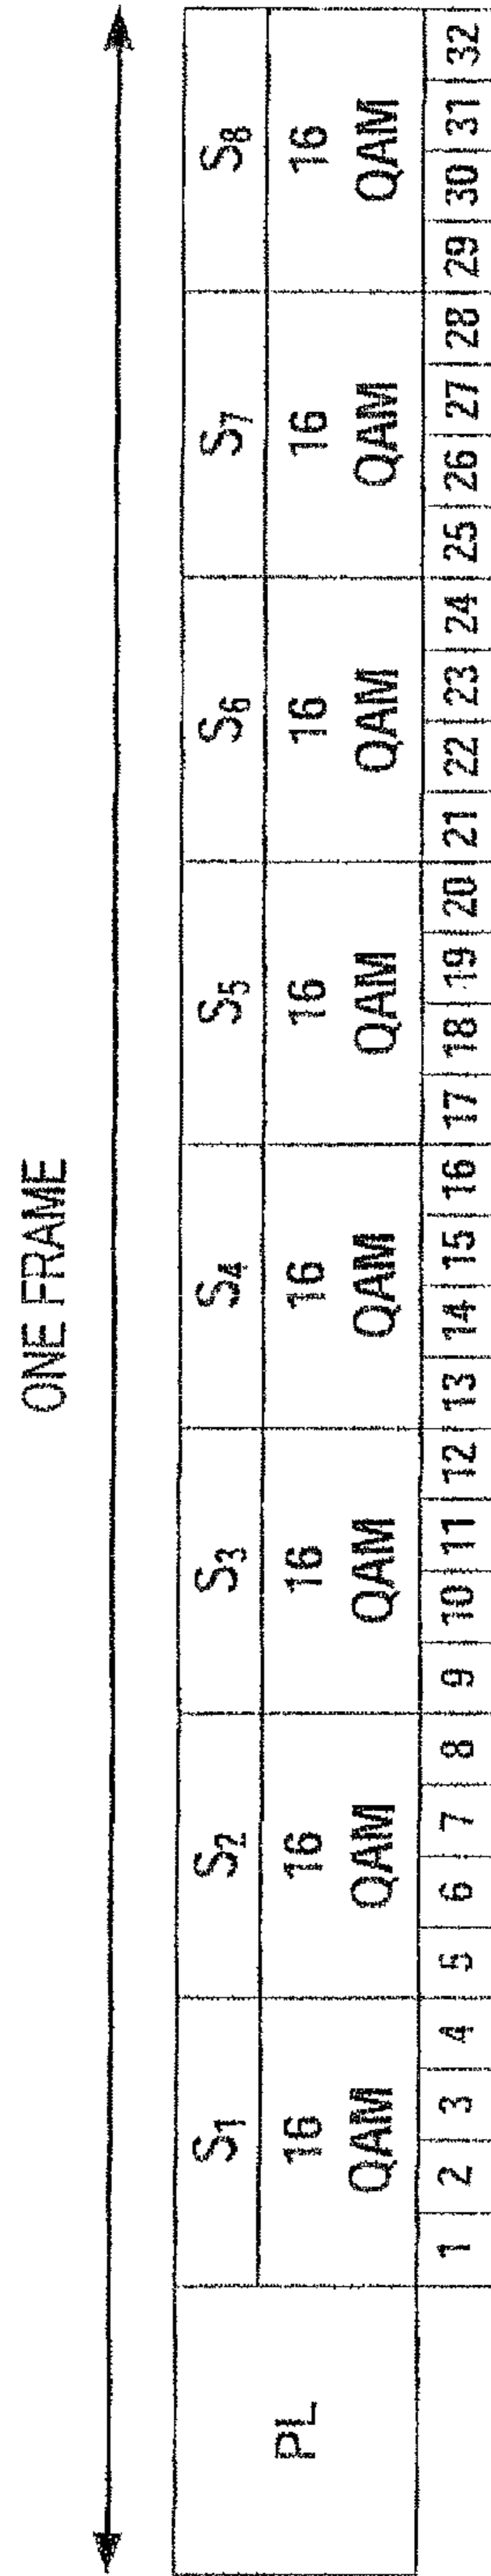 ONE FRAME
PL S₁ S₂ S₃ S₄ S₅ S₆ S₇ S₈
16 16 16 16 16 16 16 16
QAM QAM QAM QAM QAM QAM QAM QAM
1 2 3 4 5 6 7 8 9 10 11 12 13 14 15 16 17 18 19 20 21 22 23 24 25 26 27 28 29 30 31 32